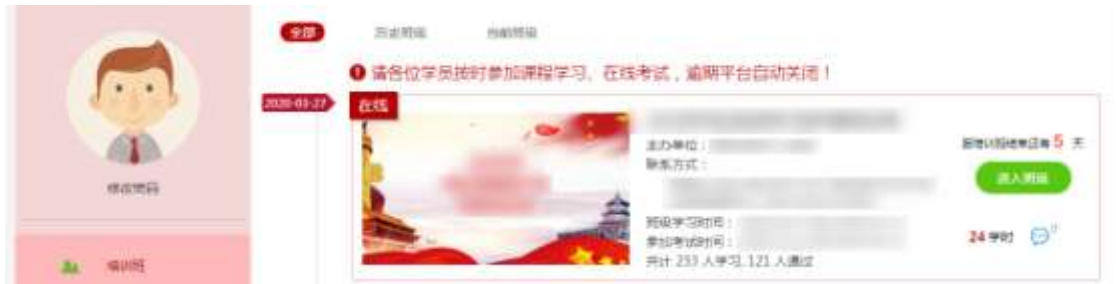 全部
历史班级
当前班级
请各位学员按时参加课程学习、在线考试，逾期平台自动关闭！
2020-03-27
在线
主办单位：
联系方式：
距培训班结束还有 5 天
进入班级
修改密码
班级学习时间：
参加考试时间：
24 学时
共计 233 人学习, 121 人通过
培训班